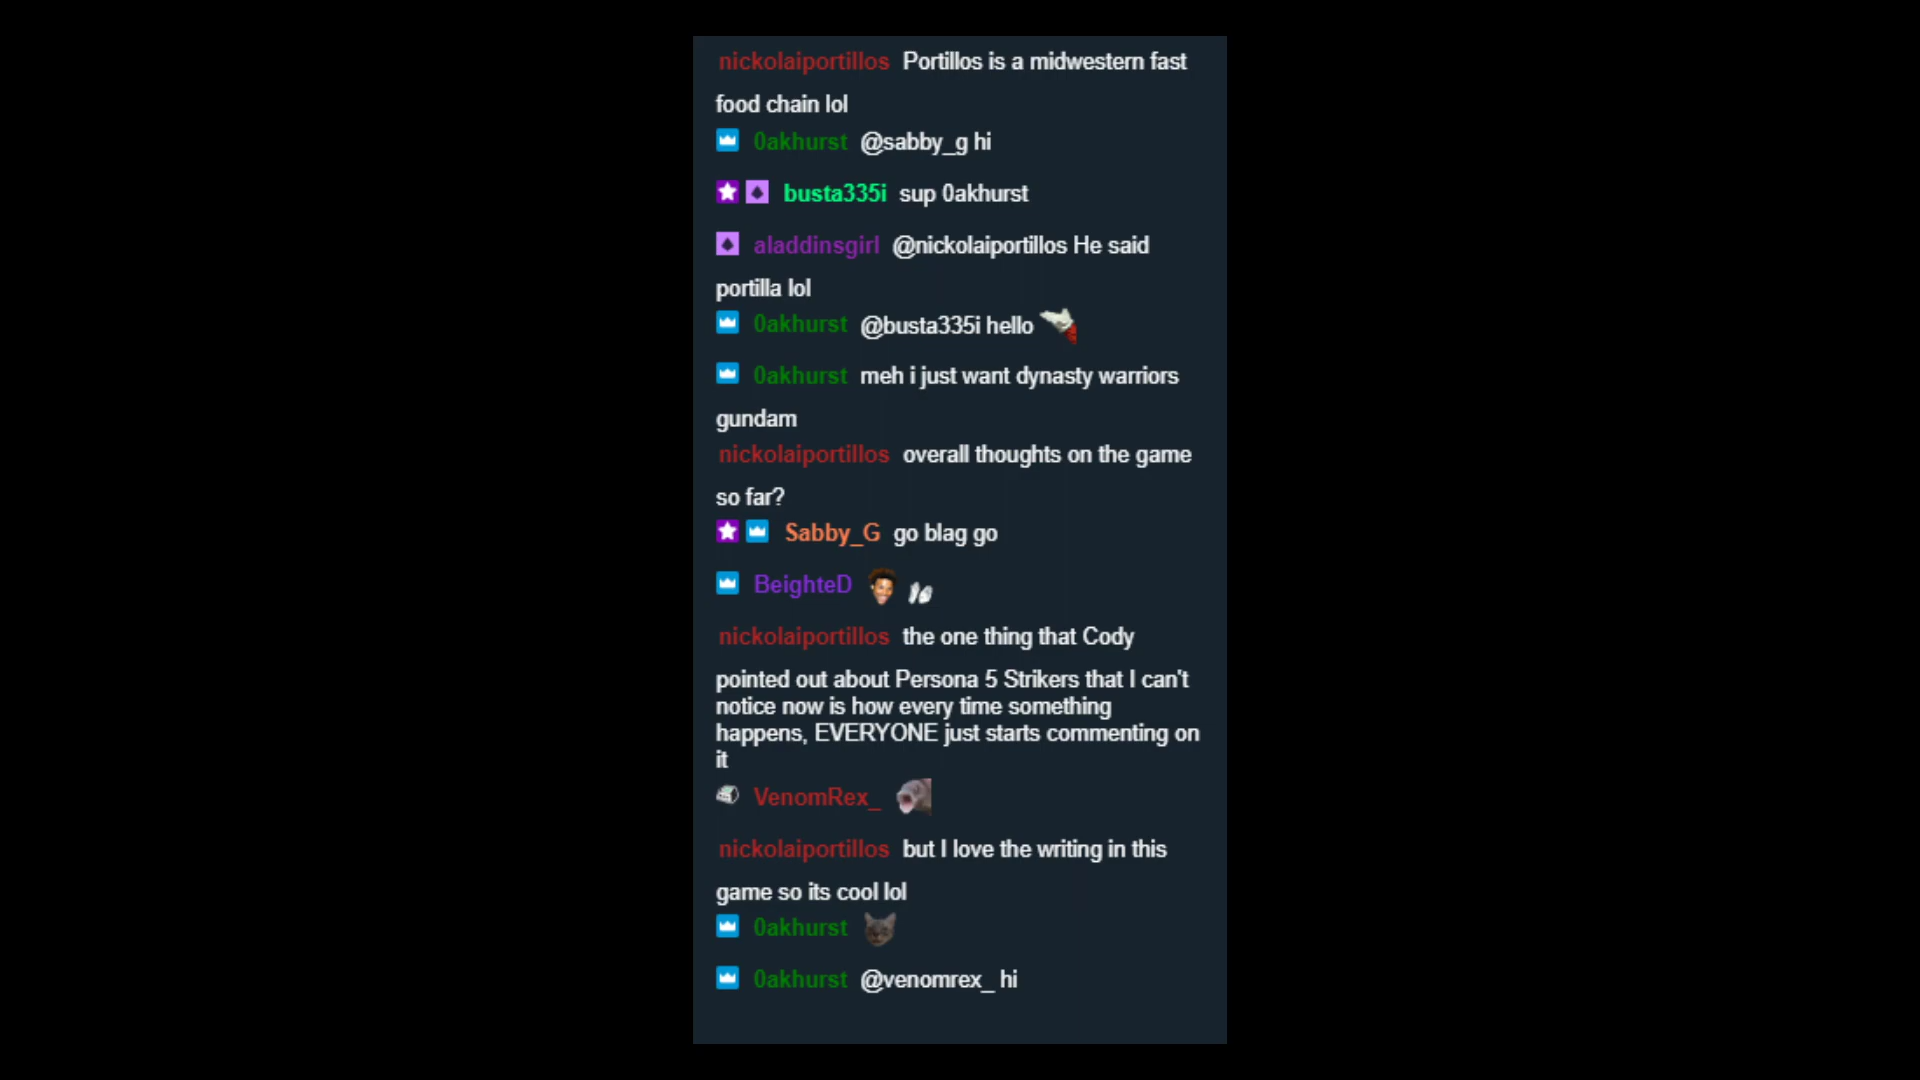 nickolaiportillos Portillos is a midwestern fast
food chain lol
0akhurst @sabby_g hi
busta335i sup 0akhurst
aladdinsgirl @nickolaiportillos He said
portilla lol
0akhurst @busta335i hello
0akhurst meh i just want dynasty warriors
gundam
nickolaiportillos overall thoughts on the game
so far?
Sabby_G go blag go
BeighteD
nickolaiportillos the one thing that Cody
pointed out about Persona 5 Strikers that I can't
notice now is how every time something
happens, EVERYONE just starts commenting on
it
VenomRex_
nickolaiportillos but I love the writing in this
game so its cool lol
0akhurst
0akhurst @venomrex_ hi